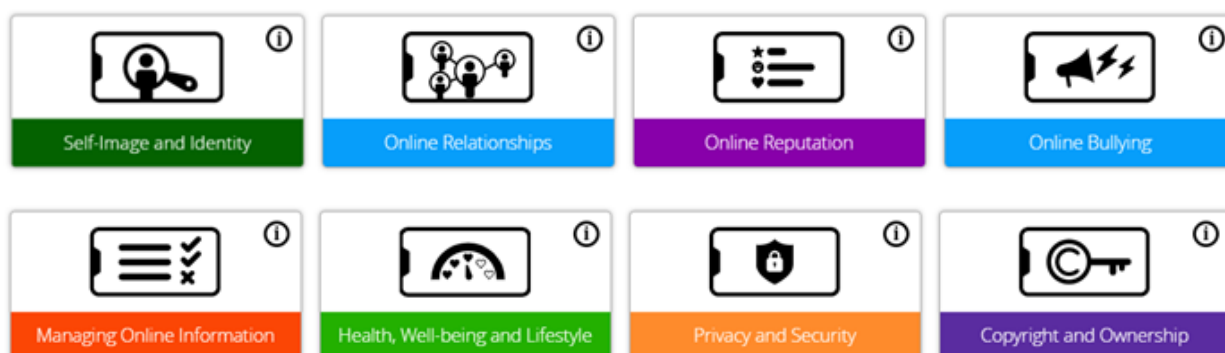 Self-Image and Identity
Online Relationships
Online Reputation
Online Bullying
Managing Online Information
Health, Well-being and Lifestyle
Privacy and Security
Copyright and Ownership